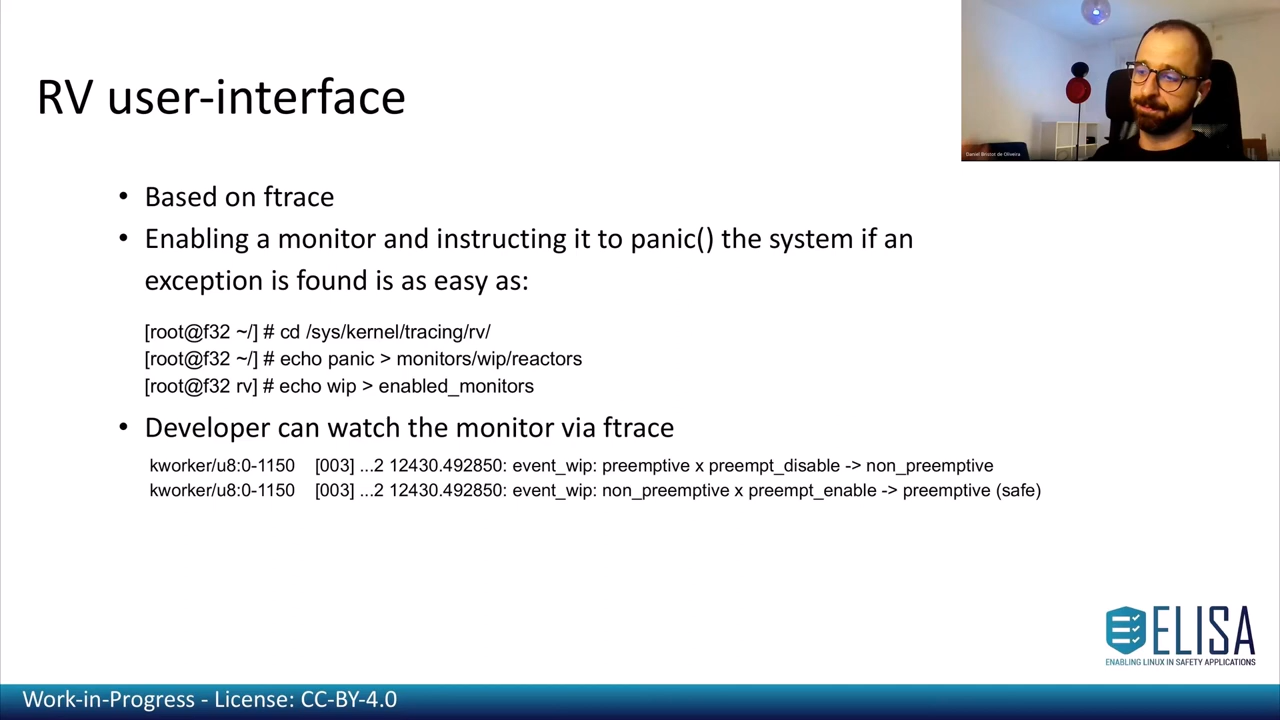 RV user-interface
Daniel Bristot de Oliveira
• Based on ftrace
• Enabling a monitor and instructing it to panic() the system if an
exception is found is as easy as:
[root@f32 ~/] # cd /sys/kernel/tracing/rv/
[root@f32 ~/] # echo panic > monitors/wip/reactors
[root@f32 rv] # echo wip > enabled_monitors
• Developer can watch the monitor via ftrace
kworker/u8:0-1150 [003] ...2 12430.492850: event_wip: preemptive x preempt_disable -> non_preemptive
kworker/u8:0-1150 [003] ...2 12430.492850: event_wip: non_preemptive x preempt_enable -> preemptive (safe)
ELISA
ENABLING LINUX IN SAFETY APPLICATIONS
Work-in-Progress - License: CC-BY-4.0